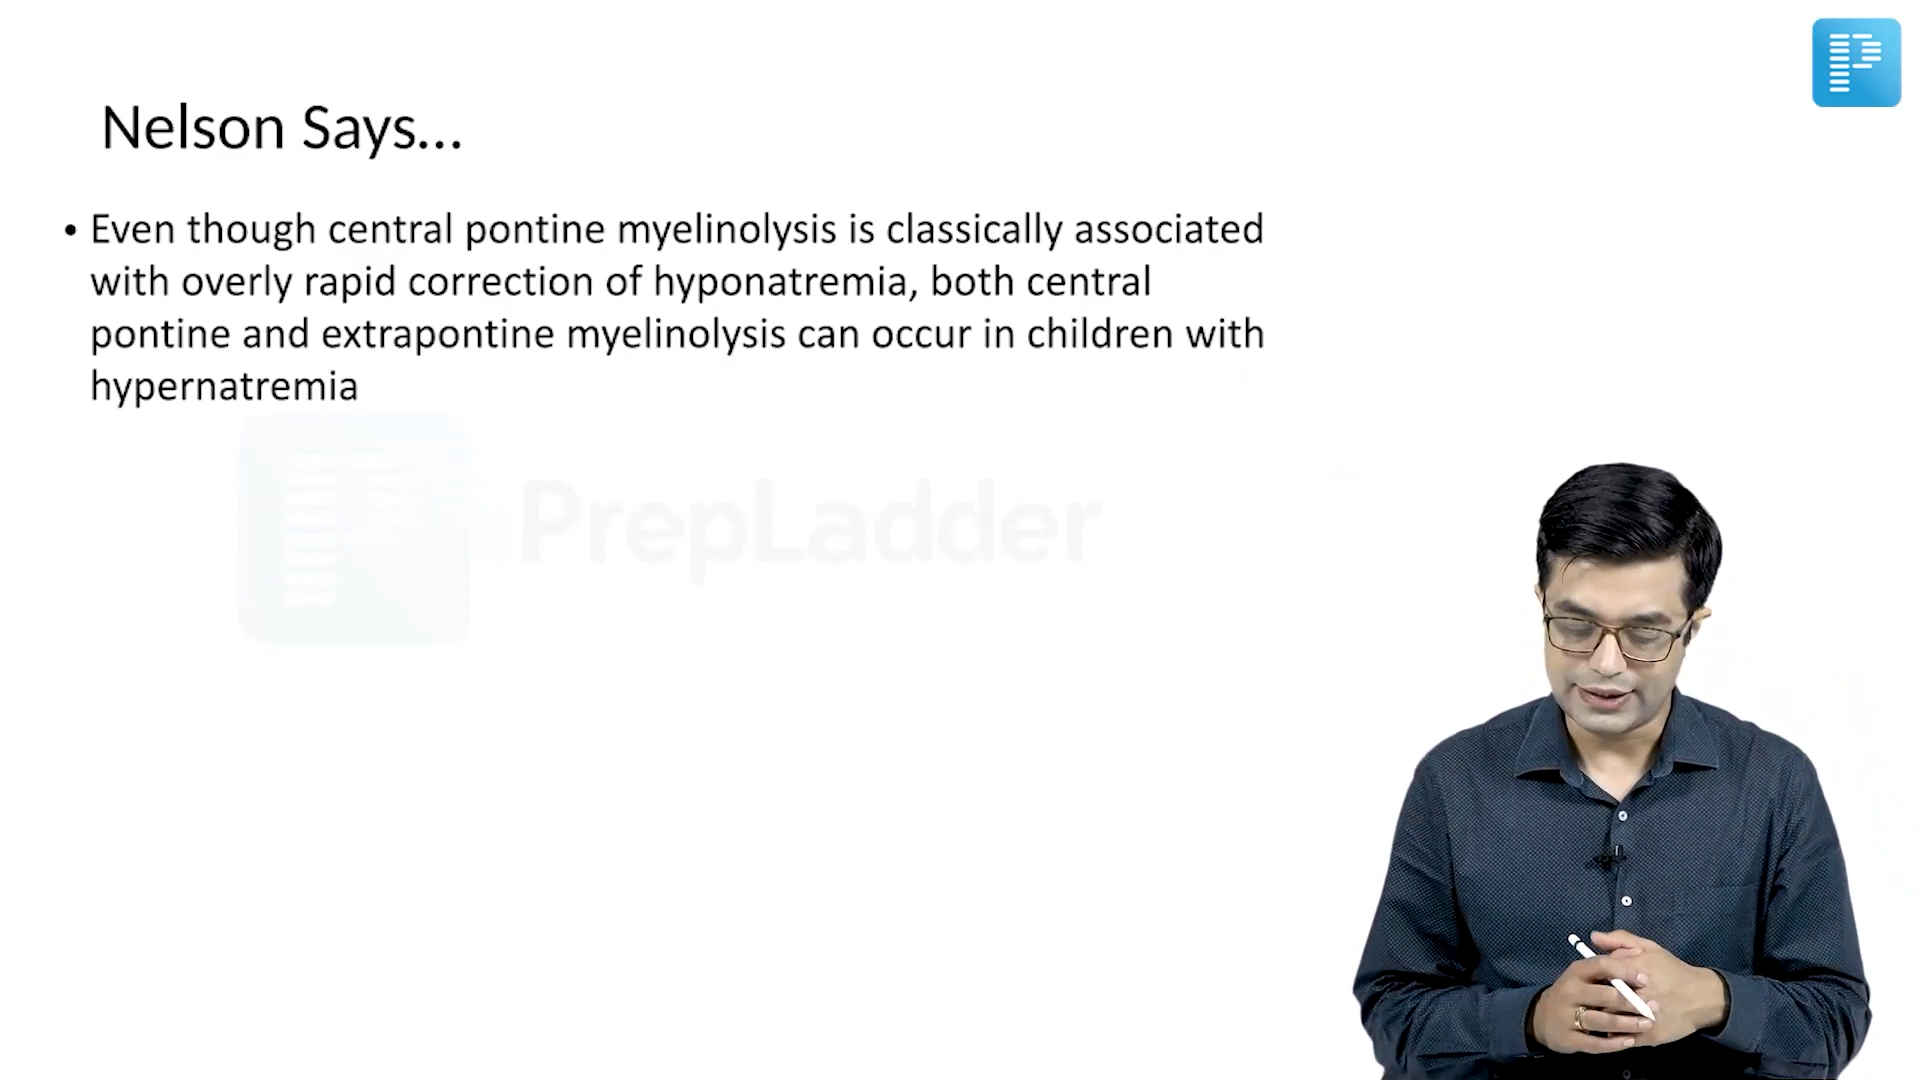 Nelson Says...
• Even though central pontine myelinolysis is classically associated
with overly rapid correction of hyponatremia, both central
pontine and extrapontine myelinolysis can occur in children with
hypernatremia
PrepLadder